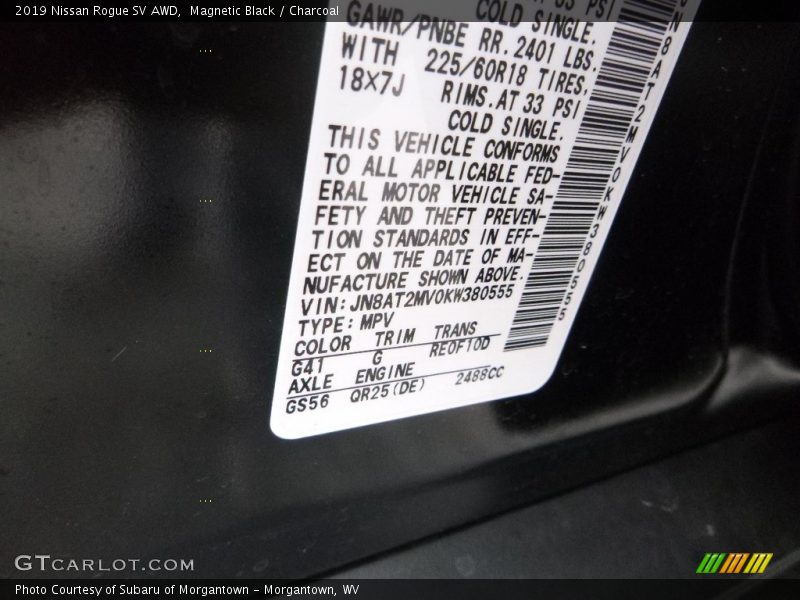 2019 Nissan Rogue SV AWD,  Magnetic Black / Charcoal
COLD SINGLE.
GAWR/PNBE RR. 2401 LBS.
WITH 225/60R18 TIRES,
18X7J RIMS. AT 33 PSI
COLD SINGLE.
THIS VEHICLE CONFORMS
TO ALL APPLICABLE FED-
ERAL MOTOR VEHICLE SA-
FETY AND THEFT PREVEN-
TION STANDARDS IN EFF-
ECT ON THE DATE OF MA-
NUFACTURE SHOWN ABOVE.
VIN:JN8AT2MV0KW380555
TYPE: MPV
COLOR TRIM TRANS
G41 G RE0F10D
AXLE ENGINE
GS56 QR25(DE) 2488CC
N8AT2MV0KW380555
GTCARLOT.COM
Photo Courtesy of Subaru of Morgantown - Morgantown, WV